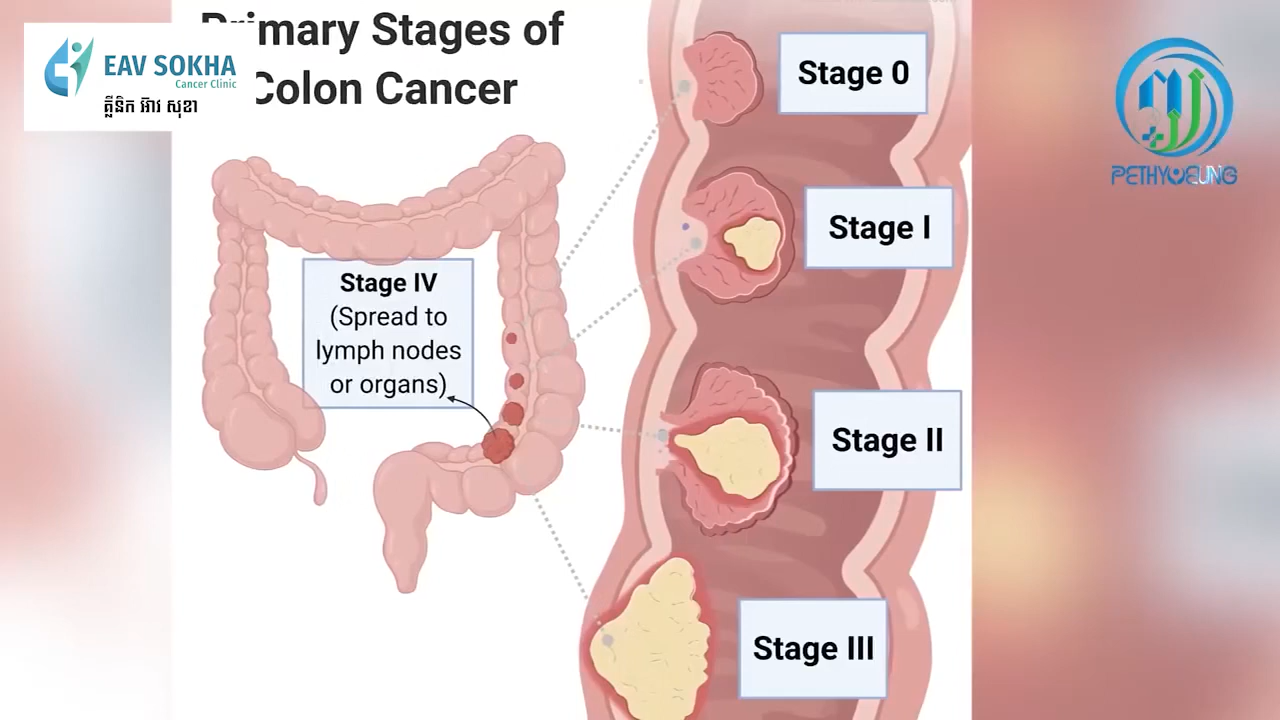 Primary Stages of
Colon Cancer
EAV SOKHA
Cancer Clinic
គ្លីនិក អ៊ាវ សុខា
PETHYOEUNG
Stage 0
Stage I
Stage IV
(Spread to
lymph nodes
or organs)
Stage II
Stage III